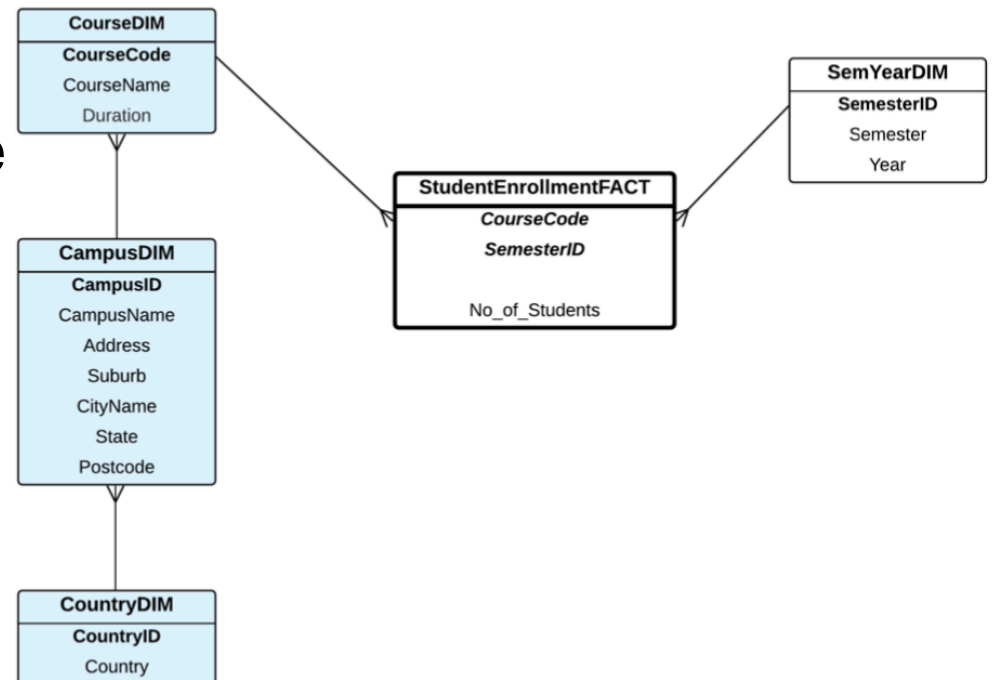 CourseDIM
CourseCode
CourseName
Duration
e
SemYearDIM
SemesterID
Semester
Year
StudentEnrollmentFACT
CourseCode
SemesterID
No_of_Students
CampusDIM
CampusID
CampusName
Address
Suburb
CityName
State
Postcode
CountryDIM
CountryID
Country